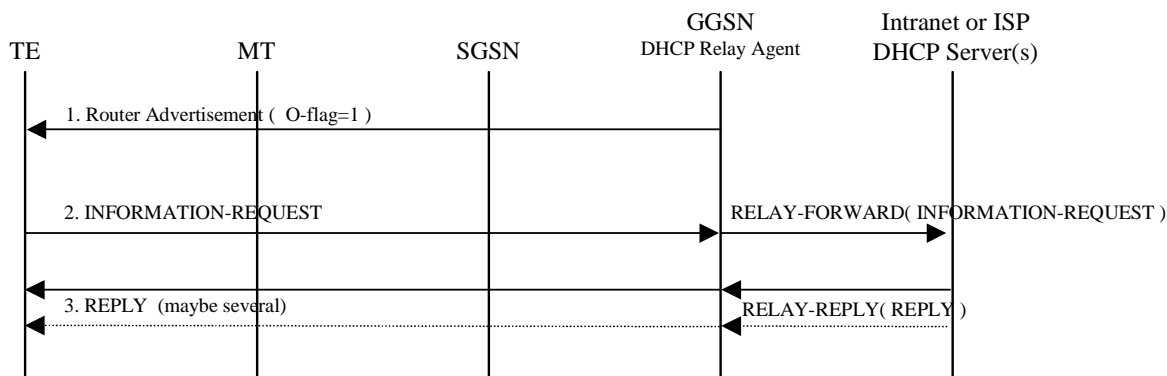 GGSN
Intranet or ISP
TE
MT
SGSN
DHCP Relay Agent
DHCP Server(s)
1. Router Advertisement ( O-flag=1 )
2. INFORMATION-REQUEST
RELAY-FORWARD( INFORMATION-REQUEST )
3. REPLY (maybe several)
RELAY-REPLY( REPLY )